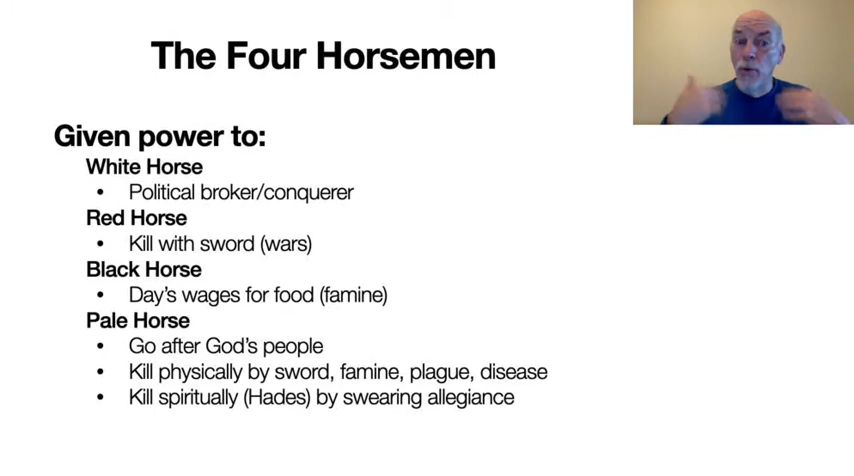 The Four Horsemen
Given power to:
White Horse
• Political broker/conquerer
Red Horse
• Kill with sword (wars)
Black Horse
• Day's wages for food (famine)
Pale Horse
• Go after God's people
• Kill physically by sword, famine, plague, disease
• Kill spiritually (Hades) by swearing allegiance